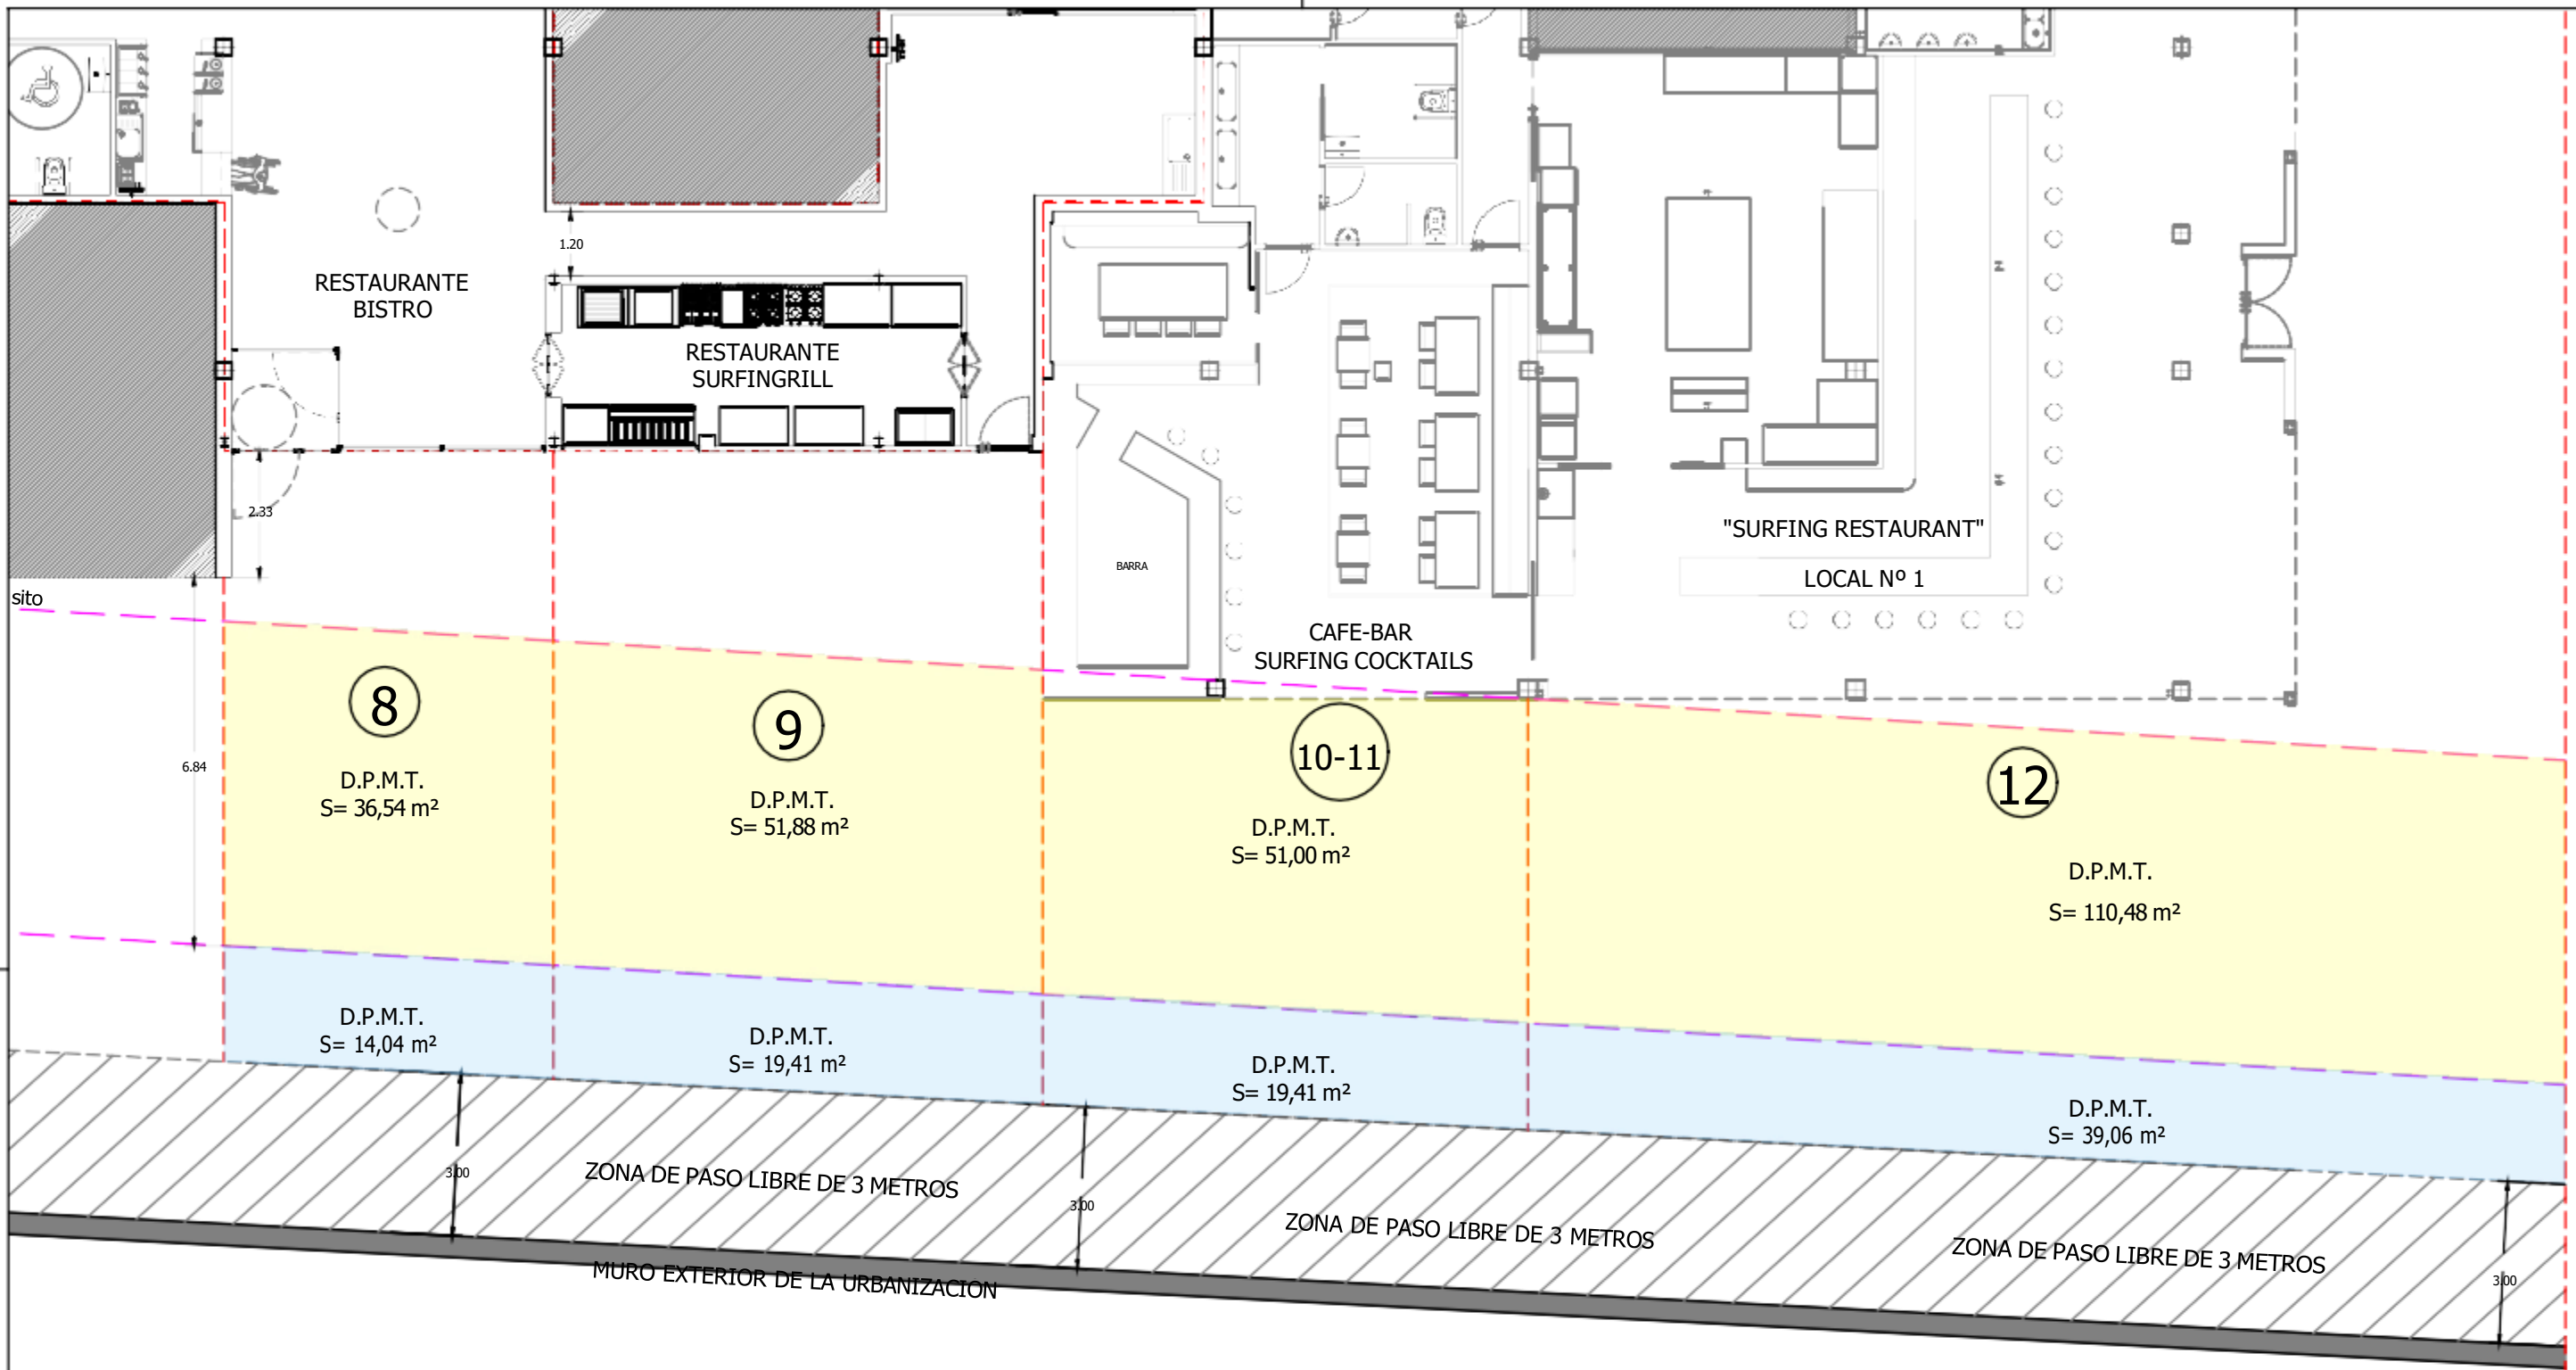 1.20
RESTAURANTE
BISTRO
RESTAURANTE
SURFINGRILL
2.33
BARRA
"SURFING RESTAURANT"
LOCAL Nº 1
sito
CAFE-BAR
SURFING COCKTAILS
8
D.P.M.T.
S= 36,54 m²
9
D.P.M.T.
S= 51,88 m²
10-11
D.P.M.T.
S= 51,00 m²
12
D.P.M.T.
S= 110,48 m²
6.84
D.P.M.T.
S= 14,04 m²
D.P.M.T.
S= 19,41 m²
D.P.M.T.
S= 19,41 m²
D.P.M.T.
S= 39,06 m²
3.00
ZONA DE PASO LIBRE DE 3 METROS
3.00
ZONA DE PASO LIBRE DE 3 METROS
ZONA DE PASO LIBRE DE 3 METROS
3.00
MURO EXTERIOR DE LA URBANIZACION